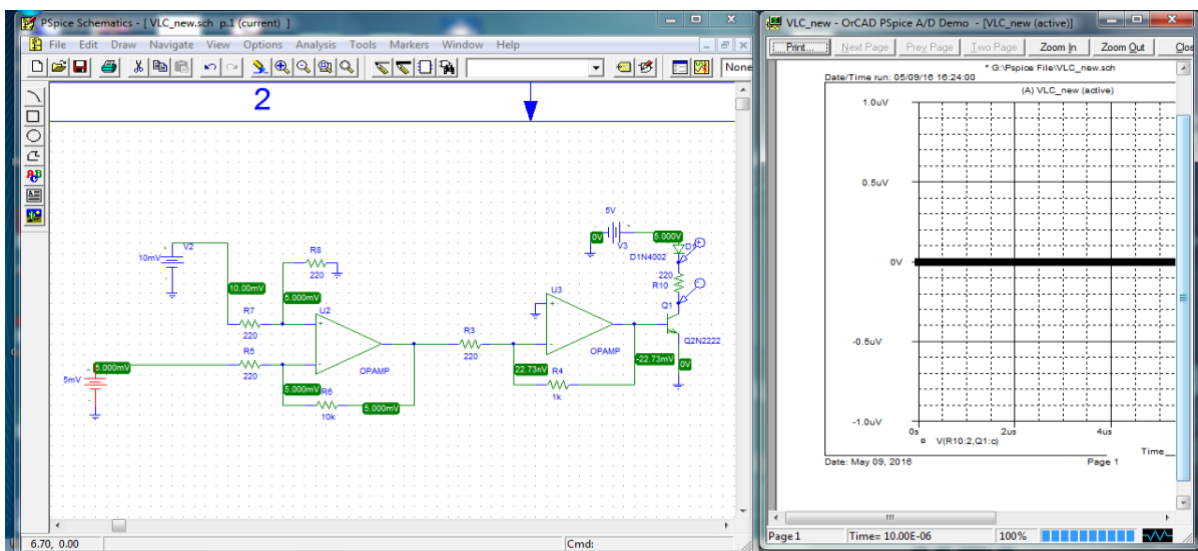 PSpice Schematics - [ VLC_new.sch p.1 (current) ]
File Edit Draw Navigate View Options Analysis Tools Markers Window Help
None
2
5V
0V
V3
5.000V
D1N4002
220
R10
Q1
Q2N2222
0V
10mV
V2
R8
220
10.00mV
5.000mV
R7
220
U2
R5
220
5.000mV
5mV
5.000mV
R6
10k
5.000mV
OPAMP
R3
220
U3
OPAMP
22.73nV
R4
1k
-22.73mV
6.70, 0.00
Cmd:
VLC_new - OrCAD PSpice A/D Demo - [VLC_new (active)]
Print... Next Page Prev Page Two Page Zoom In Zoom Out
* G:\Pspice File\VLC_new.sch
Date/Time run: 05/09/16 16:24:00
(A) VLC_new (active)
1.0uV
0.5uV
0V
-0.5uV
-1.0uV
0s 2us 4us
V(R10:2,Q1:c)
Time
Date: May 09, 2016 Page 1
Page 1 Time= 10.00E-06 100%